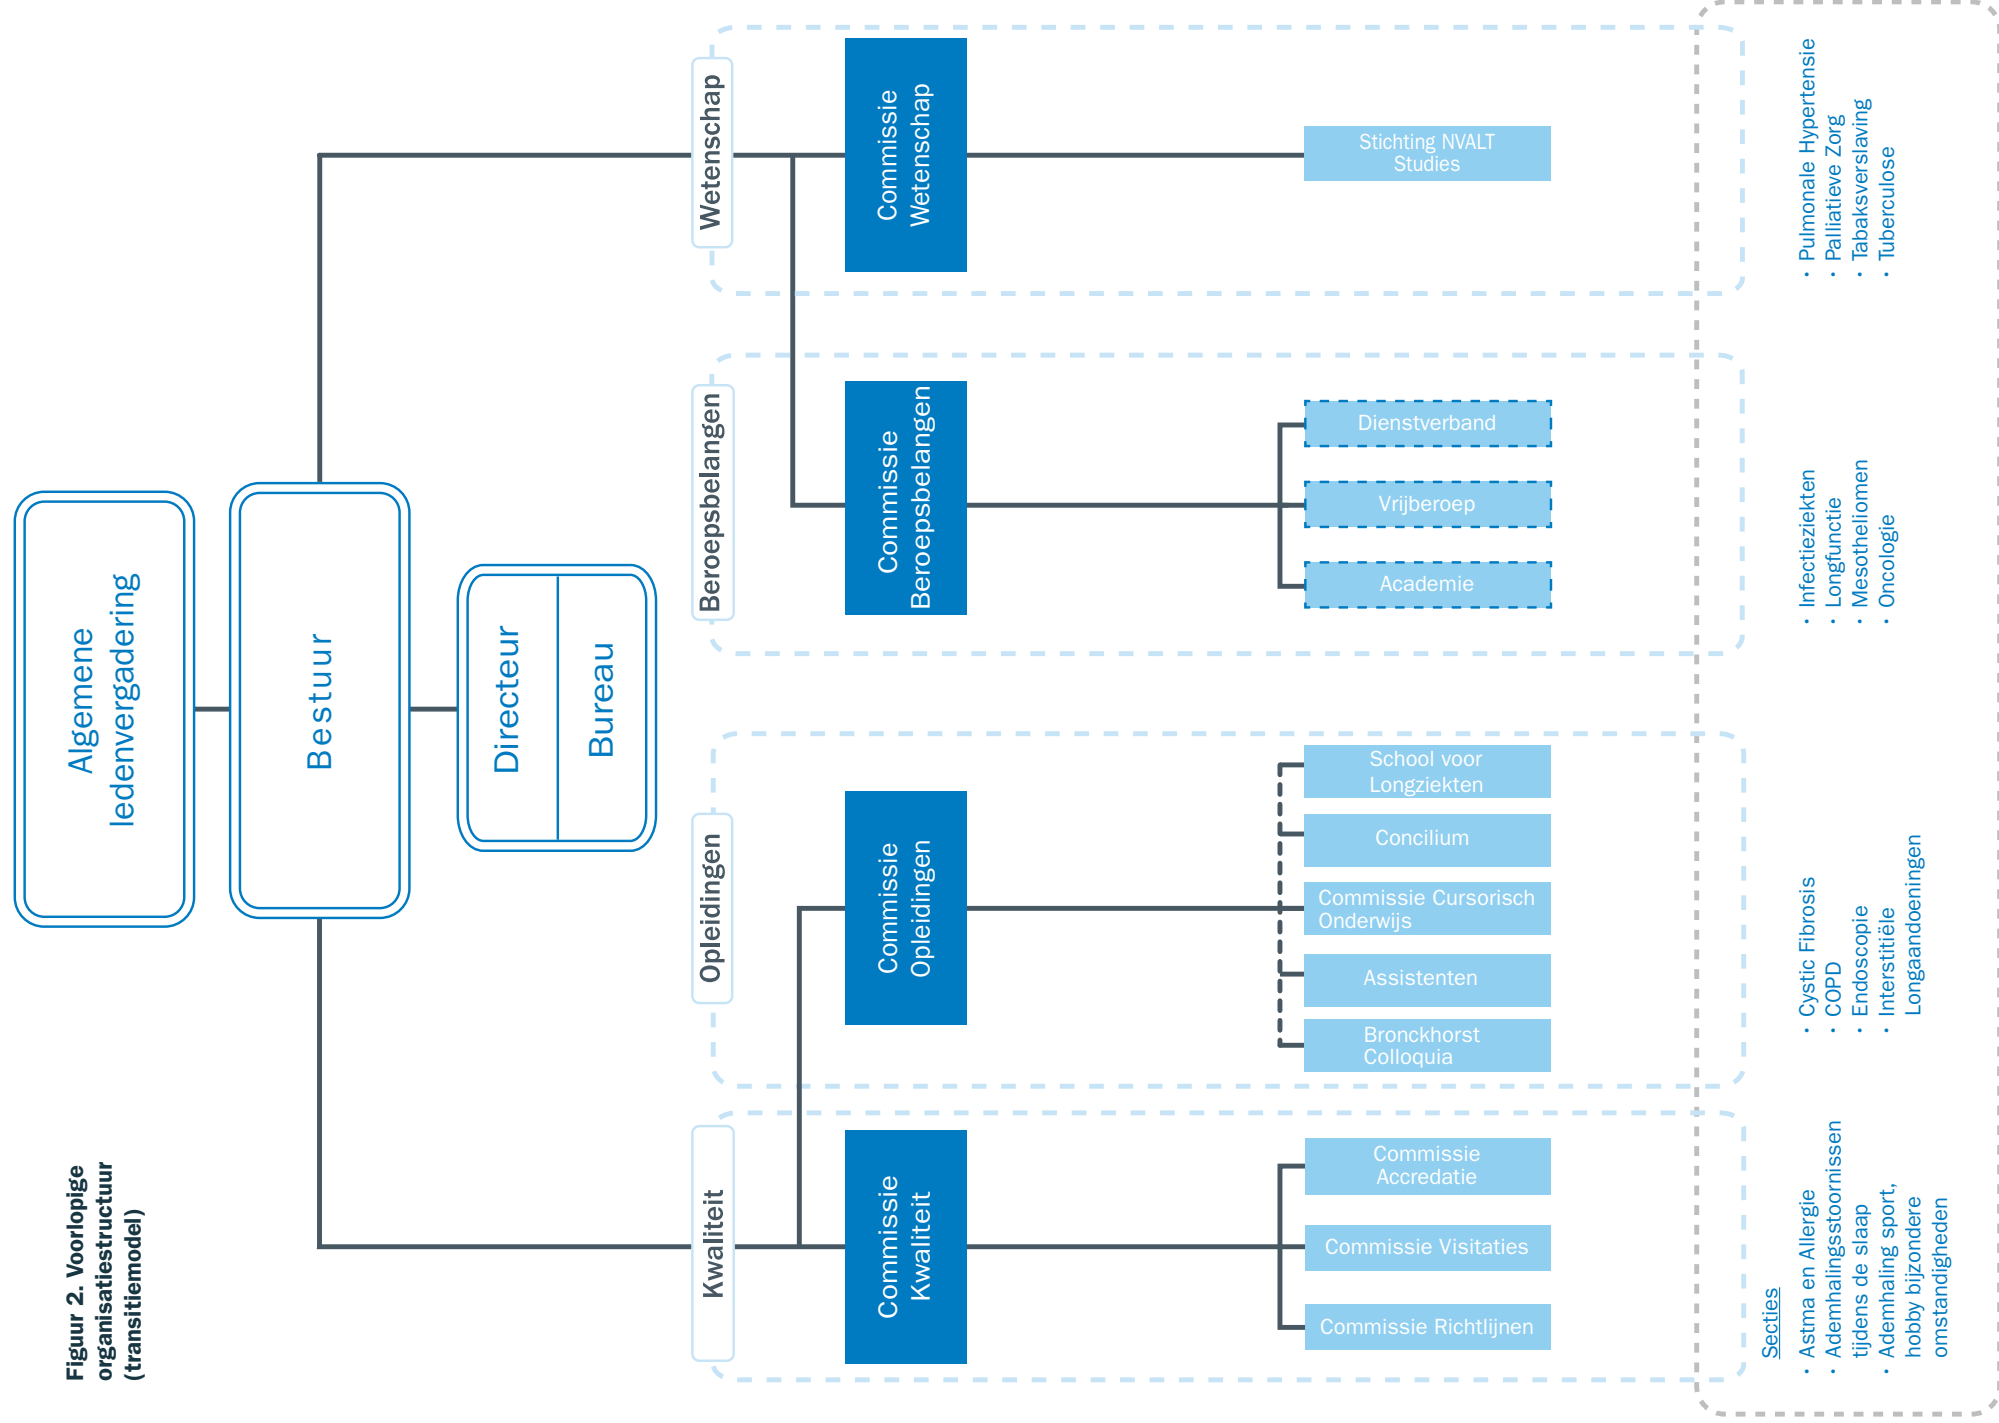 Figuur 2. Voorlopige
organisatiestructuur
(transitiemodel)
Algemene
ledenvergadering
Bestuur
Directeur
Bureau
Kwaliteit
Opleidingen
Beroepsbelangen
Wetenschap
Commissie
Kwaliteit
Commissie
Opleidingen
Commissie
Beroepsbelangen
Commissie
Wetenschap
Commissie Richtlijnen
Commissie Visitaties
Commissie
Accredatie
Bronckhorst
Colloquia
Assistenten
Commissie Cursorisch
Onderwijs
Concilium
School voor
Longziekten
Academie
Vrijberoep
Dienstverband
Stichting NVALT
Studies
Secties
· Astma en Allergie
· Ademhalingsstoornissen
tijdens de slaap
· Ademhaling sport,
hobby bijzondere
omstandigheden
· Cystic Fibrosis
· COPD
· Endoscopie
· Interstitiële
Longaandoeningen
· Infectieziekten
· Longfunctie
· Mesotheliomen
· Oncologie
· Pulmonale Hypertensie
· Palliatieve Zorg
· Tabaksverslaving
· Tuberculose